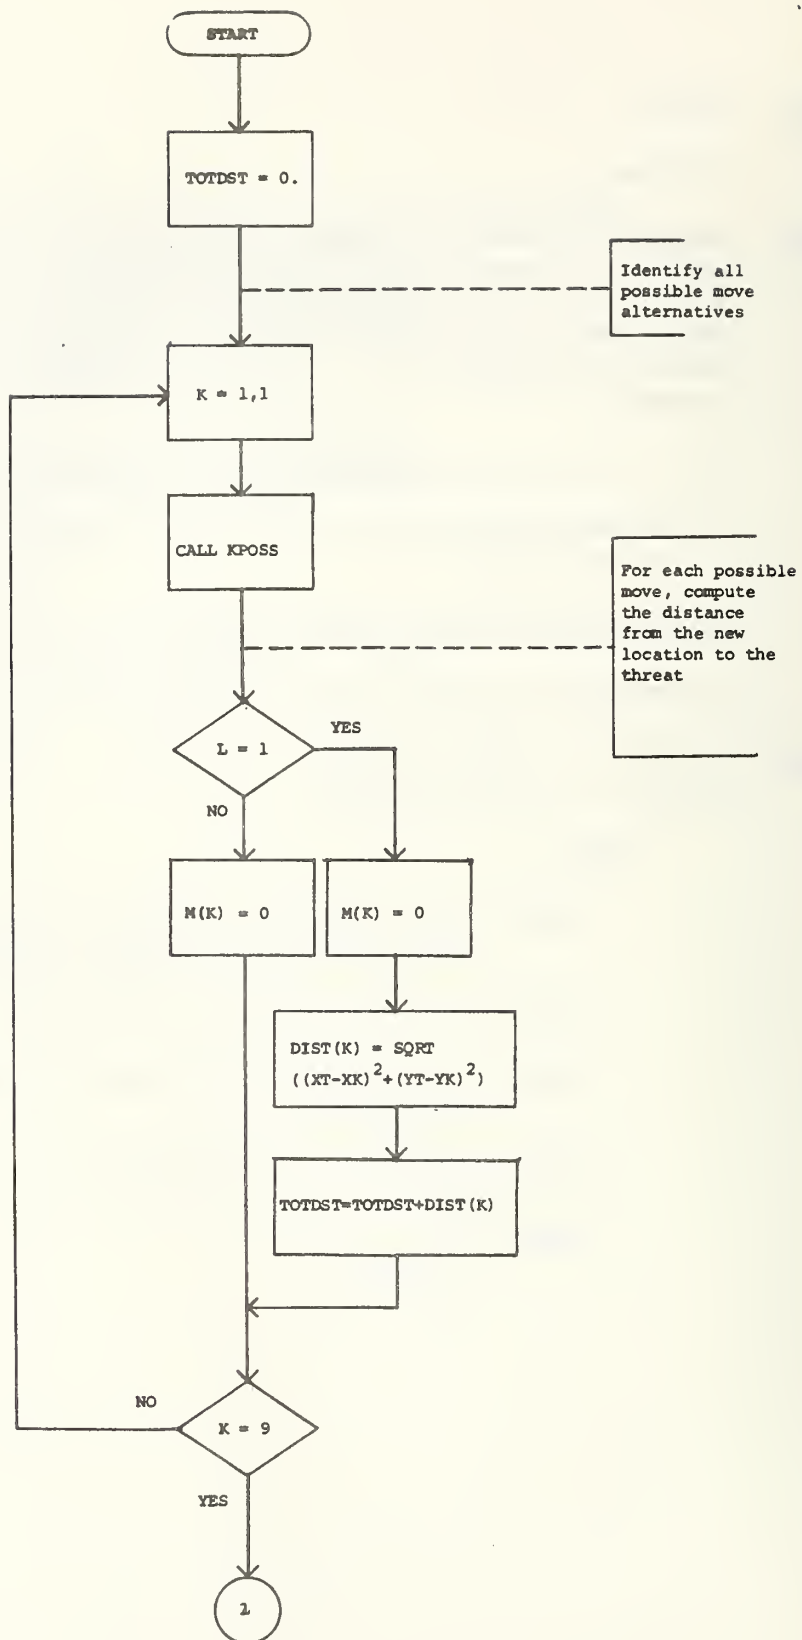 START
TOTDST = 0.
Identify all
possible move
alternatives
K = 1,1
CALL KPOSS
For each possible
move, compute
the distance
from the new
location to the
threat
L = 1
YES
NO
M(K) = 0
M(K) = 0
DIST(K) = SQRT
((XT-XK)²+(YT-YK)²)
TOTDST=TOTDST+DIST(K)
NO
K = 9
YES